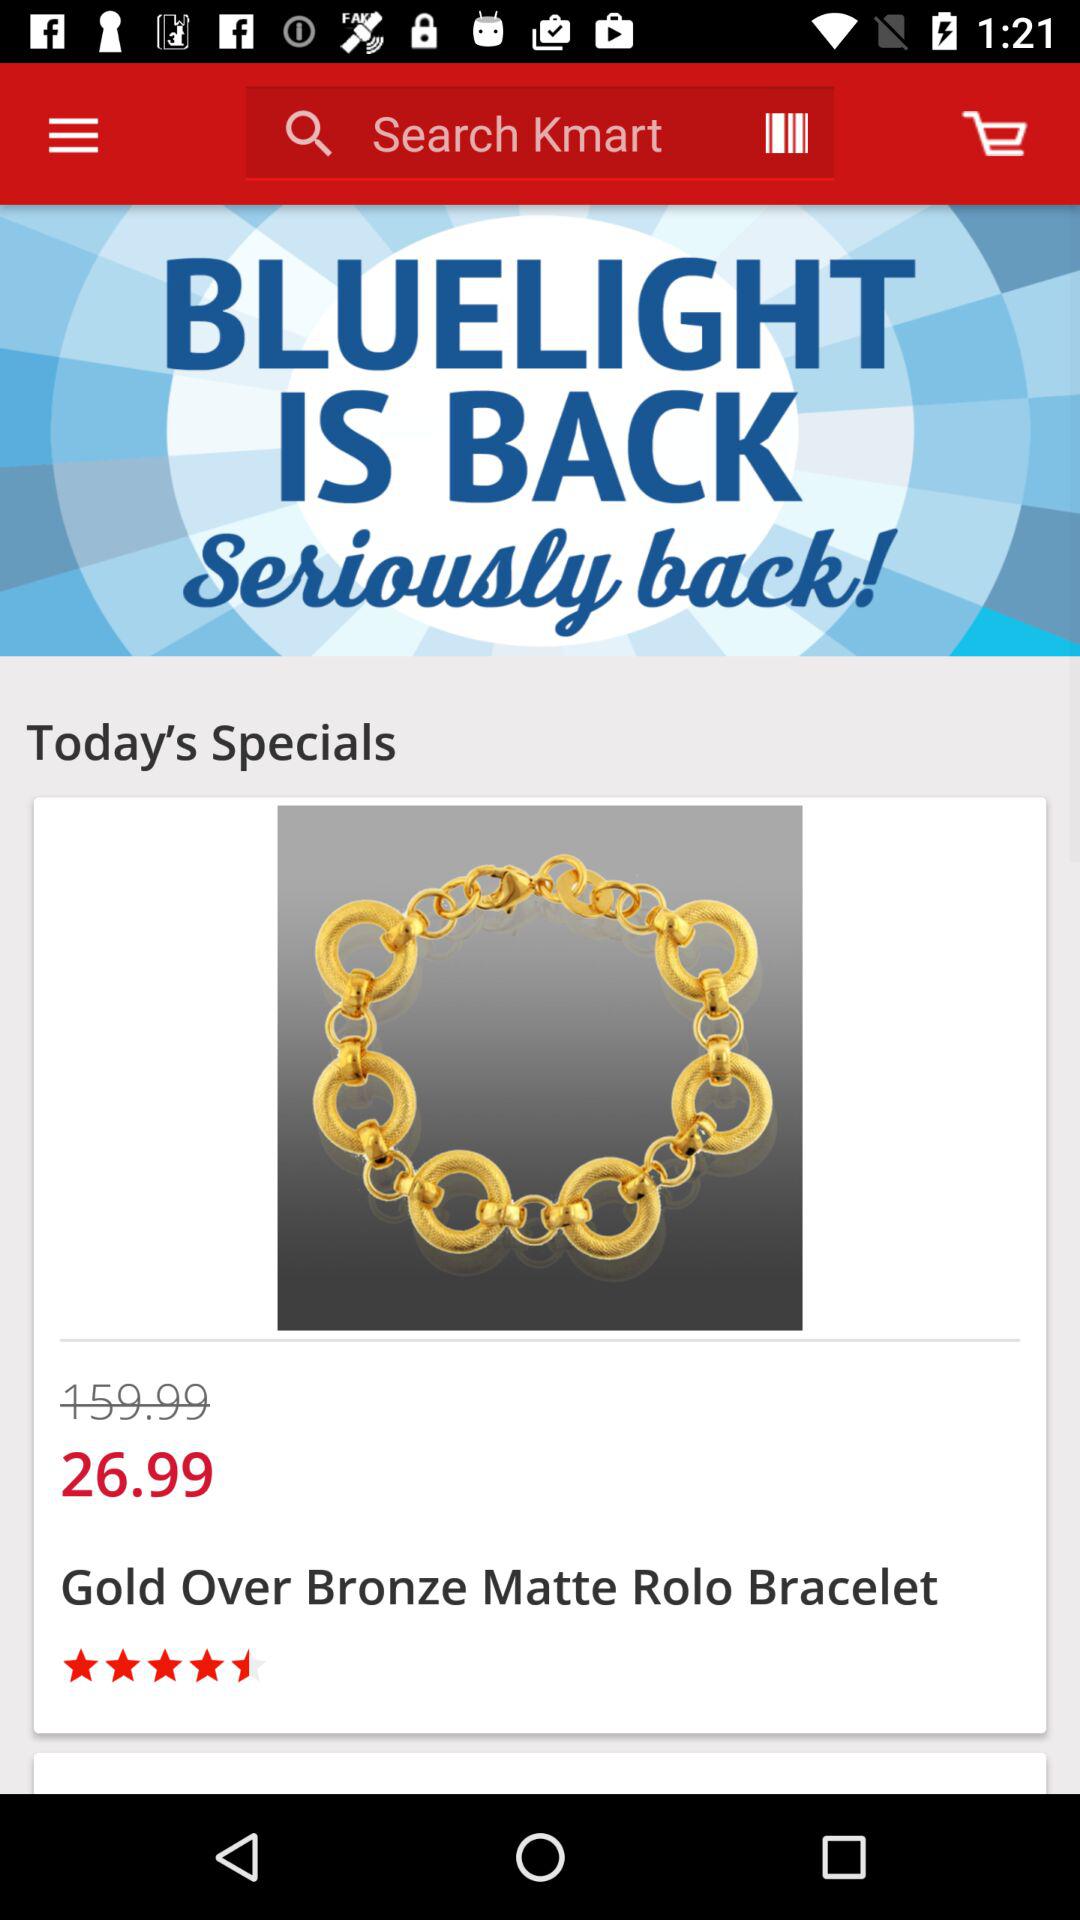 FAKE
1:21
Search Kmart
BLUELIGHT
IS BACK
Seriously back!
Today's Specials
159.99
26.99
Gold Over Bronze Matte Rolo Bracelet